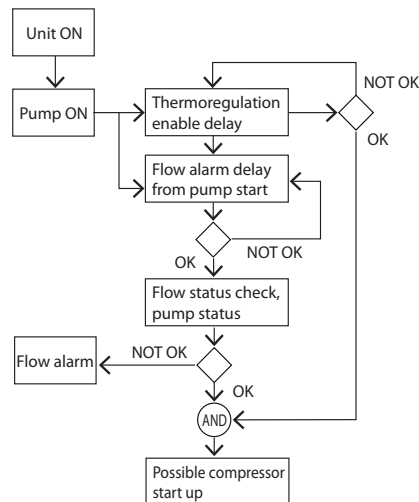 Unit ON
NOT OK
Pump ON
Thermoregulation
enable delay
OK
Flow alarm delay
from pump start
OK
NOT OK
Flow status check,
pump status
Flow alarm
NOT OK
OK
AND
Possible compressor
start up